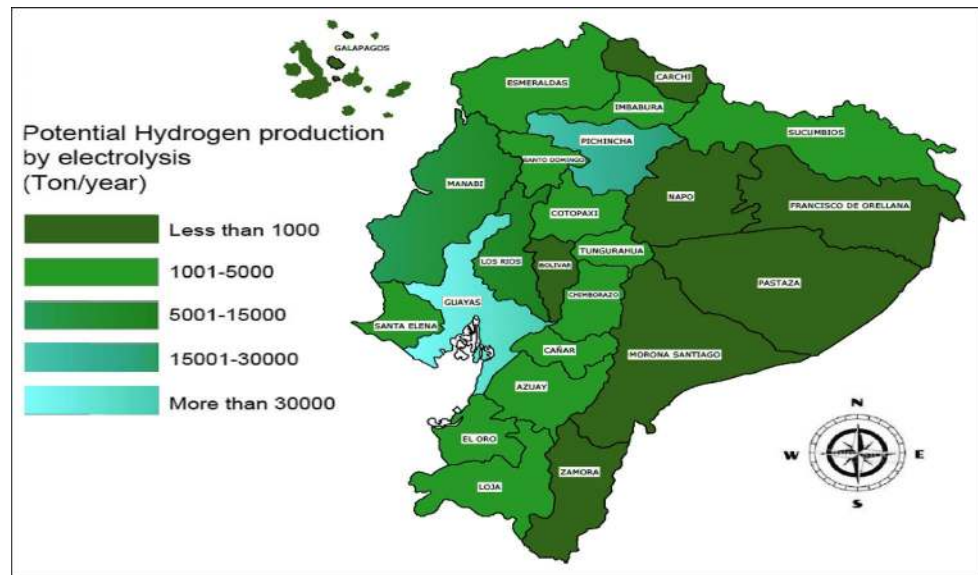 GALAPAGOS
ESMERALDAS
CARCHI
IMBABURA
SUCUMBIOS
Potential Hydrogen production
by electrolysis
(Ton/year)
PICHINCHA
SANTO DOMINGO
MANABI
NAPO
FRANCISCO DE ORELLANA
COTOPAXI
Less than 1000
TUNGURAHUA
LOS RIOS
BOLIVAR
1001-5000
PASTAZA
CHIMBORAZO
GUAYAS
5001-15000
SANTA ELENA
CAÑAR
MORONA SANTIAGO
15001-30000
AZUAY
More than 30000
EL ORO
ZAMORA
LOJA
N
W
E
S